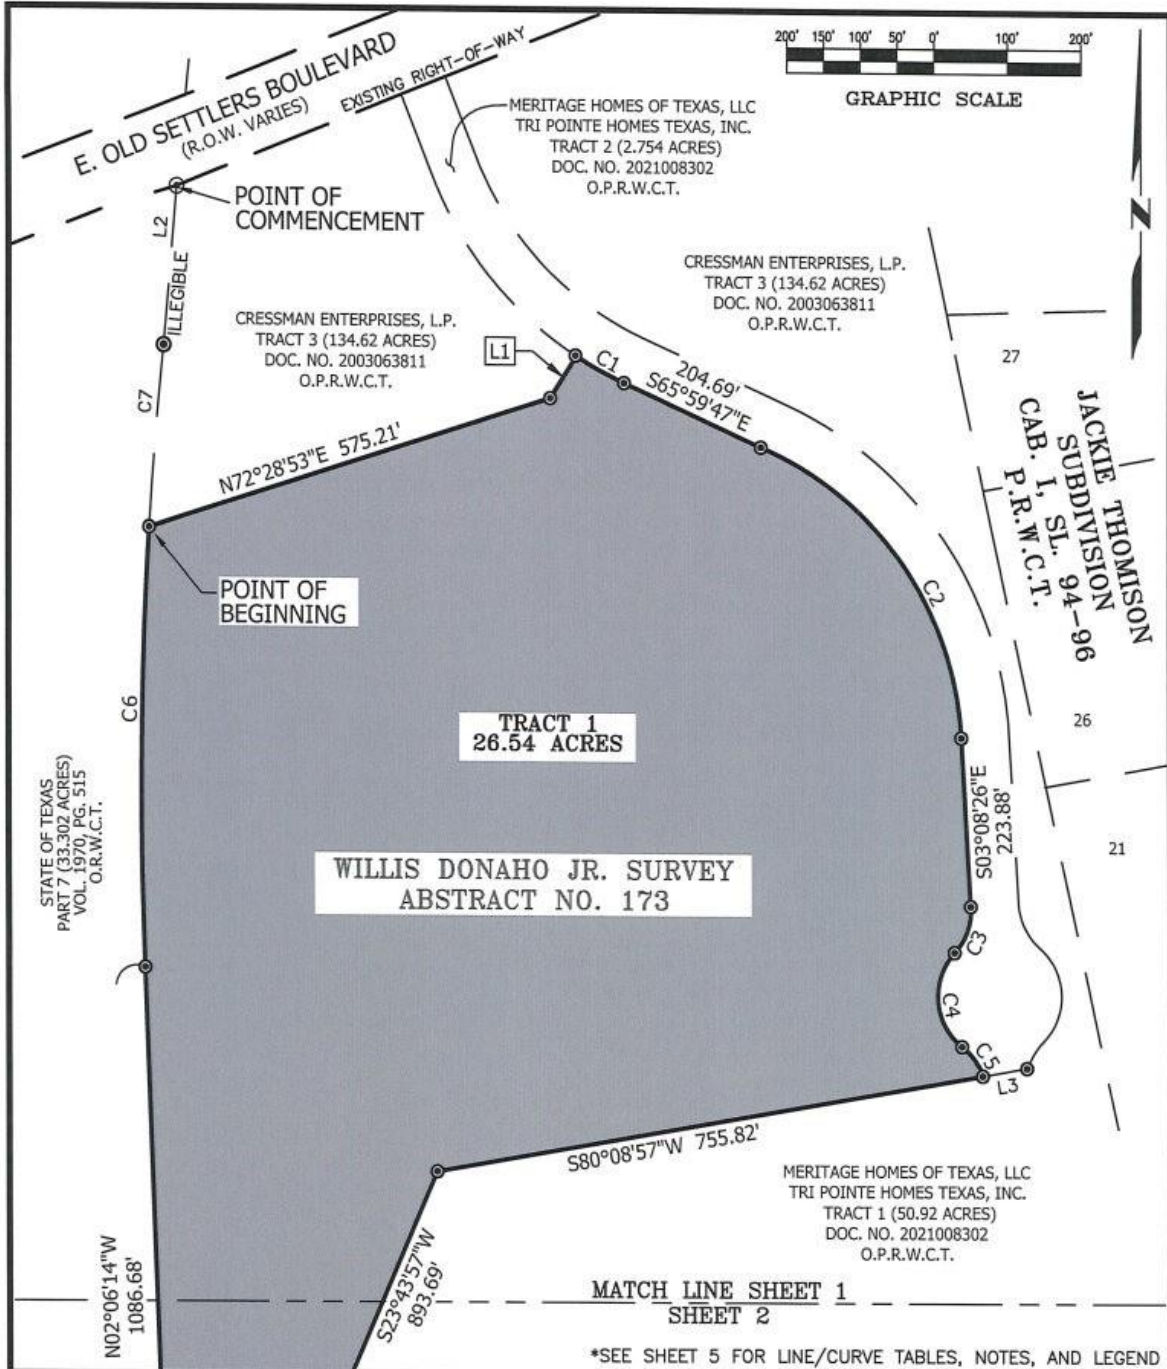 200' 150' 100' 50' 0' 100' 200'
GRAPHIC SCALE
E. OLD SETTLERS BOULEVARD
(R.O.W. VARIES)
EXISTING RIGHT-OF-WAY
MERITAGE HOMES OF TEXAS, LLC
TRI POINTE HOMES TEXAS, INC.
TRACT 2 (2.754 ACRES)
DOC. NO. 2021008302
O.P.R.W.C.T.
N
POINT OF
COMMENCEMENT
L2
ILLEGIBLE
CRESSMAN ENTERPRISES, L.P.
TRACT 3 (134.62 ACRES)
DOC. NO. 2003063811
O.P.R.W.C.T.
CRESSMAN ENTERPRISES, L.P.
TRACT 3 (134.62 ACRES)
DOC. NO. 2003063811
O.P.R.W.C.T.
L1
C1
204.69'
S65°59'47"E
27
C7
N72°28'53"E 575.21'
JACKIE THOMISON
SUBDIVISION
CAB. I, SL. 94-96
P.R.W.C.T.
POINT OF
BEGINNING
C2
C6
TRACT 1
26.54 ACRES
26
STATE OF TEXAS
PART 7 (33.302 ACRES)
VOL. 1970, PG. 515
O.R.W.C.T.
S03°08'26"E
223.88'
21
WILLIS DONAHO JR. SURVEY
ABSTRACT NO. 173
C3
C4
C5
L3
S80°08'57"W 755.82'
MERITAGE HOMES OF TEXAS, LLC
TRI POINTE HOMES TEXAS, INC.
TRACT 1 (50.92 ACRES)
DOC. NO. 2021008302
O.P.R.W.C.T.
N02°06'14"W
1086.68'
S23°43'57"W
893.69'
MATCH LINE SHEET 1
SHEET 2
*SEE SHEET 5 FOR LINE/CURVE TABLES, NOTES, AND LEGEND